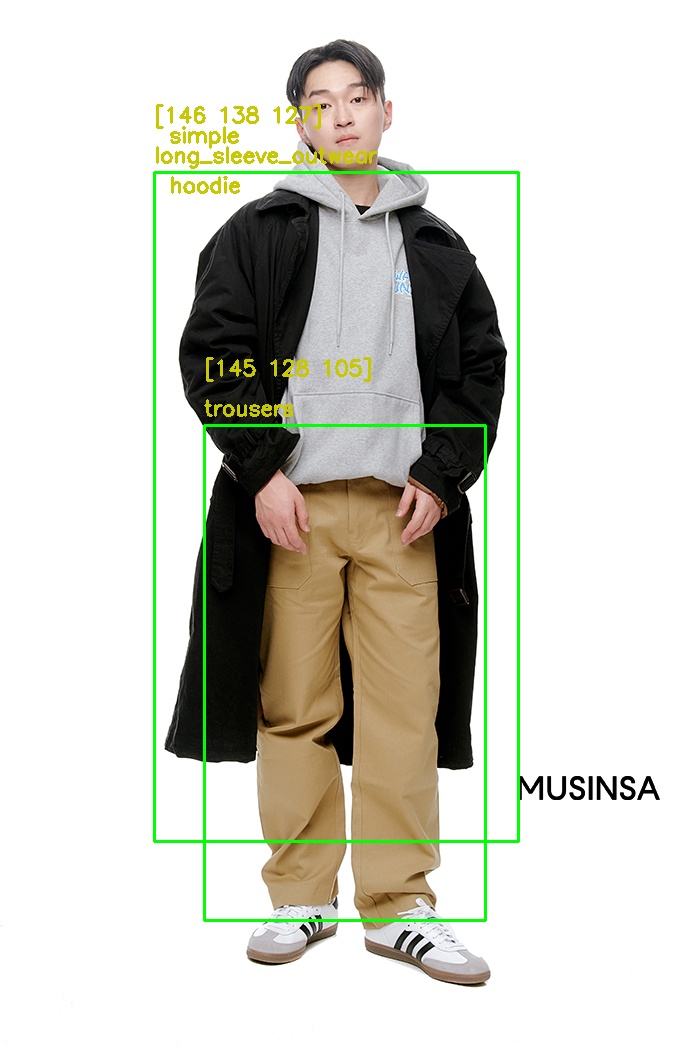 [146 138 127]
simple
long_sleeve_outwear
hoodie
[145 128 105]
trousers
MUSINSA